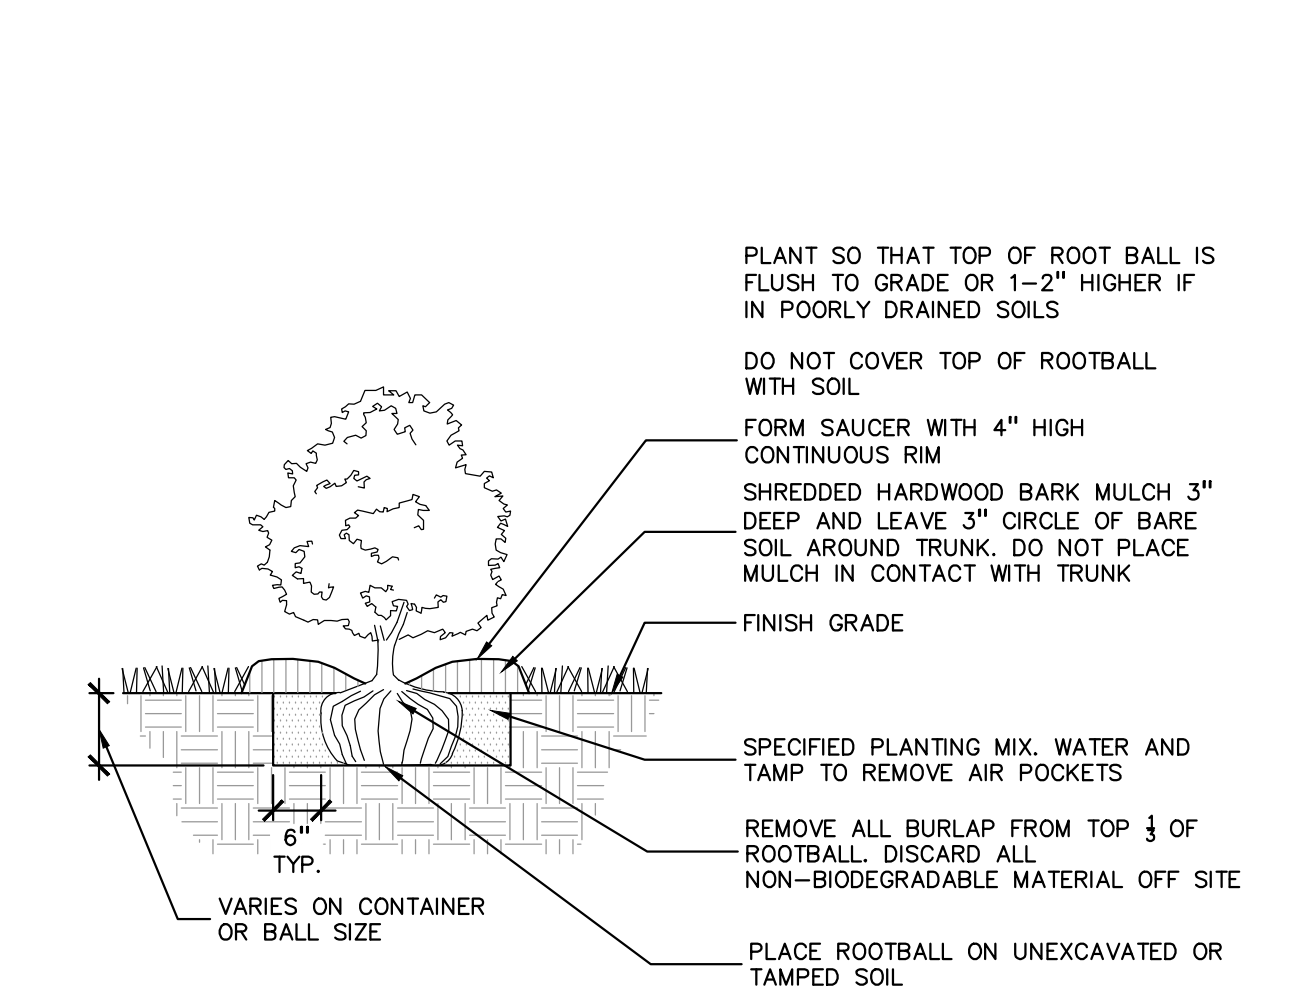 PLANT SO THAT TOP OF ROOT BALL IS
FLUSH TO GRADE OR 1-2" HIGHER IF
IN POORLY DRAINED SOILS
DO NOT COVER TOP OF ROOTBALL
WITH SOIL
FORM SAUCER WITH 4" HIGH
CONTINUOUS RIM
SHREDDED HARDWOOD BARK MULCH 3"
DEEP AND LEAVE 3" CIRCLE OF BARE
SOIL AROUND TRUNK. DO NOT PLACE
MULCH IN CONTACT WITH TRUNK
FINISH GRADE
SPECIFIED PLANTING MIX. WATER AND
TAMP TO REMOVE AIR POCKETS
REMOVE ALL BURLAP FROM TOP 1/3 OF
ROOTBALL. DISCARD ALL
NON-BIODEGRADABLE MATERIAL OFF SITE
PLACE ROOTBALL ON UNEXCAVATED OR
TAMPED SOIL
6"
TYP.
VARIES ON CONTAINER
OR BALL SIZE